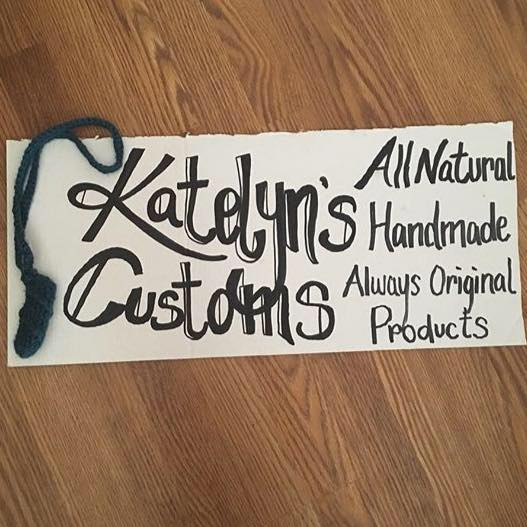 Katelyn's
Customs
All Natural
Handmade
Always Original
Products